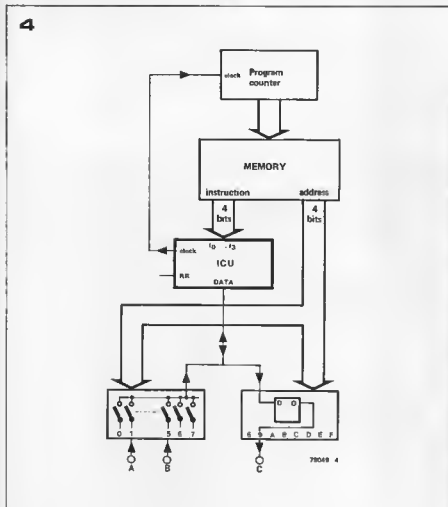 4
clock Program
counter
MEMORY
instruction address
4 4
bits bits
clock I0 - I3
ICU
RR
DATA
0 1 5 6 7
D Q
8 9 A B C D E F
A B C
79049 4